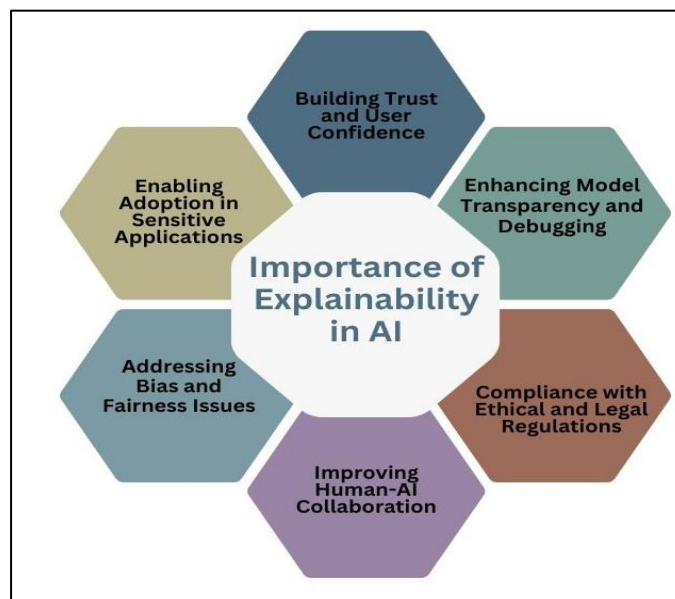 Building Trust
and User
Confidence
Enhancing Model
Transparency and
Debugging
Compliance with
Ethical and Legal
Regulations
Improving
Human-AI
Collaboration
Addressing
Bias and
Fairness Issues
Enabling
Adoption in
Sensitive
Applications
Importance of
Explainability
in AI